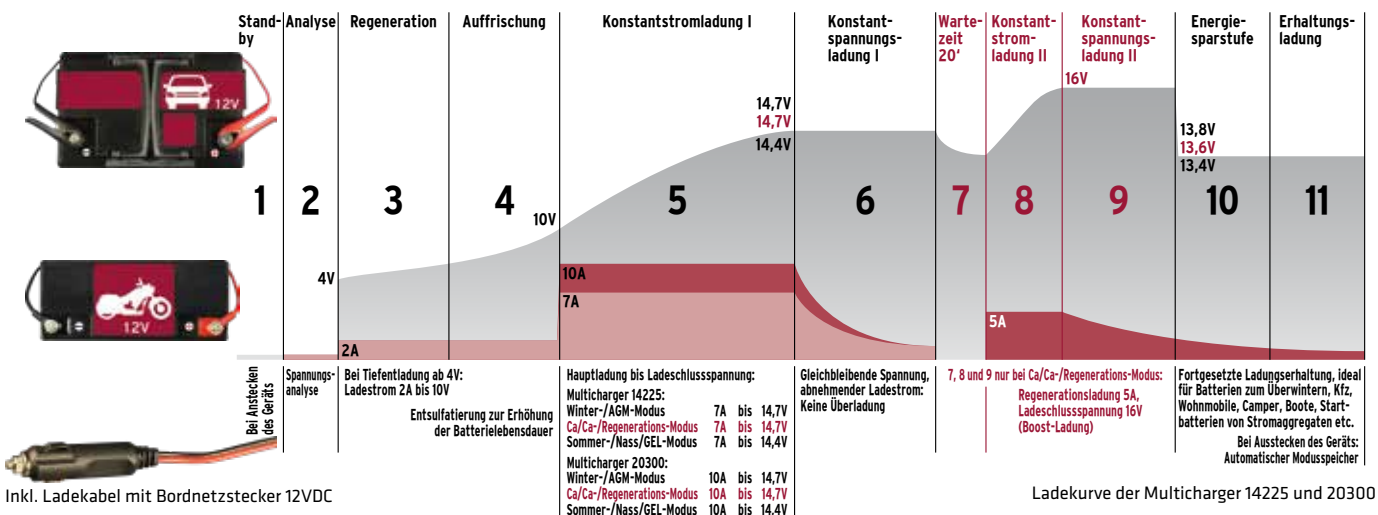 Stand-
by
Analyse
Regeneration
Auffrischung
Konstantstromladung I
Konstant-
spannungs-
ladung I
Warte-
zeit
20‘
Konstant-
strom-
ladung II
Konstant-
spannungs-
ladung II
Energie-
sparstufe
Erhaltungs-
ladung
12V
12V
16V
14,7V
14,7V
14,4V
13,8V
13,6V
13,4V
10V
4V
1
2
3
4
5
6
7
8
9
10
11
10A
7A
5A
2A
Bei Anstecken
des Geräts
Spannungs-
analyse
Bei Tiefentladung ab 4V:
Ladestrom 2A bis 10V
Entsulfatierung zur Erhöhung
der Batterielebensdauer
Hauptladung bis Ladeschlussspannung:
Multicharger 14225:
Winter-/AGM-Modus 7A bis 14,7V
Ca/Ca-/Regenerations-Modus 7A bis 14,7V
Sommer-/Nass/GEL-Modus 7A bis 14,4V
Multicharger 20300:
Winter-/AGM-Modus 10A bis 14,7V
Ca/Ca-/Regenerations-Modus 10A bis 14,7V
Sommer-/Nass/GEL-Modus 10A bis 14,4V
Gleichbleibende Spannung,
abnehmender Ladestrom:
Keine Überladung
7, 8 und 9 nur bei Ca/Ca-/Regenerations-Modus:
Regenerationsladung 5A,
Ladeschlussspannung 16V
(Boost-Ladung)
Fortgesetzte Ladungserhaltung, ideal
für Batterien zum Überwintern, Kfz,
Wohnmobile, Camper, Boote, Start-
batterien von Stromaggregaten etc.
Bei Ausstecken des Geräts:
Automatischer Modusspeicher
Inkl. Ladekabel mit Bordnetzstecker 12VDC
Ladekurve der Multicharger 14225 und 20300